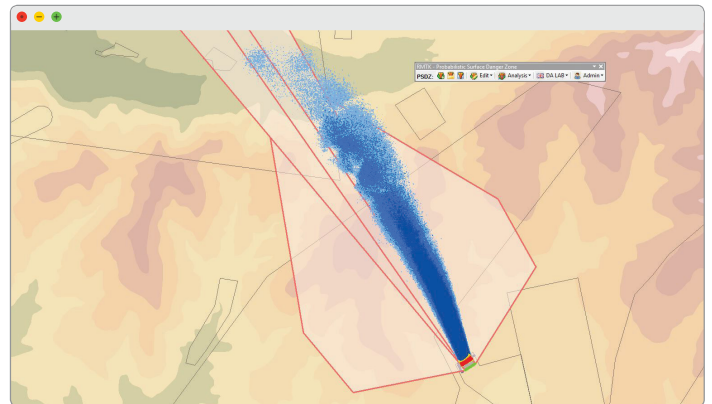 RMTK - Probabilistic Surface Danger Zone
PSDZ: Edit Analysis DA LAB Admin